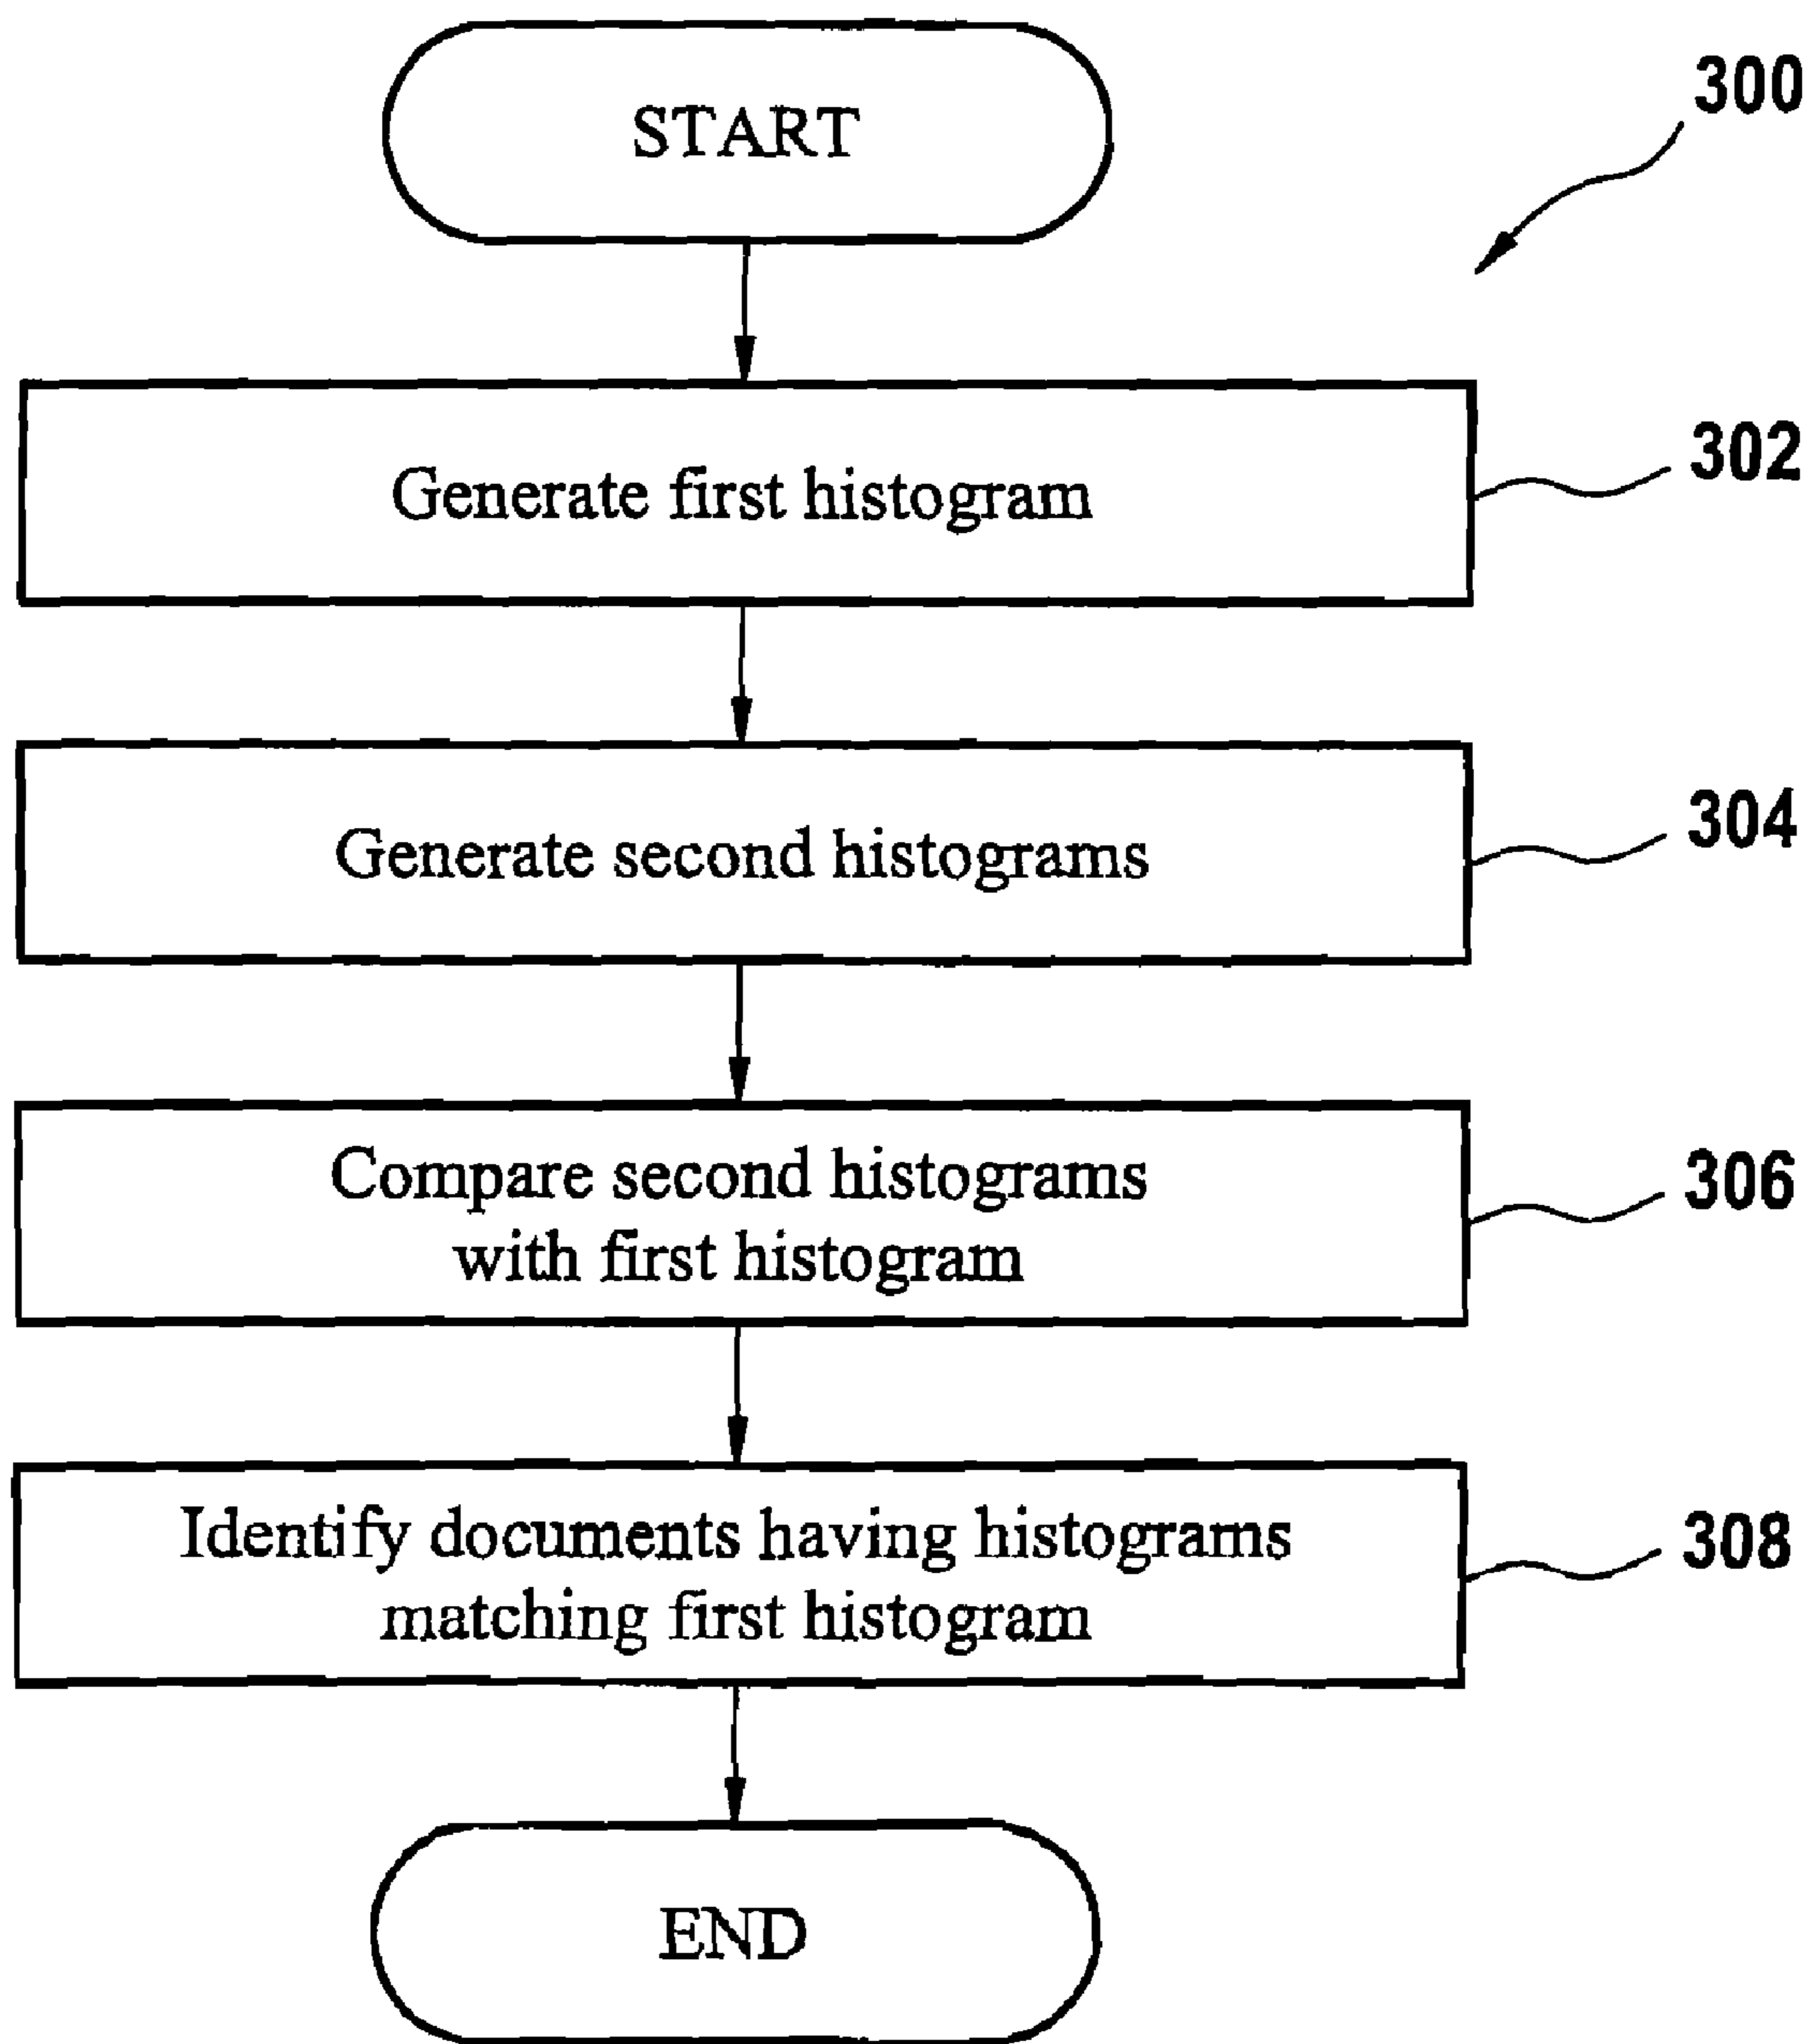 START
300
Generate first histogram
302
Generate second histograms
304
Compare second histograms
with first histogram
306
Identify documents having histograms
matching first histogram
308
END